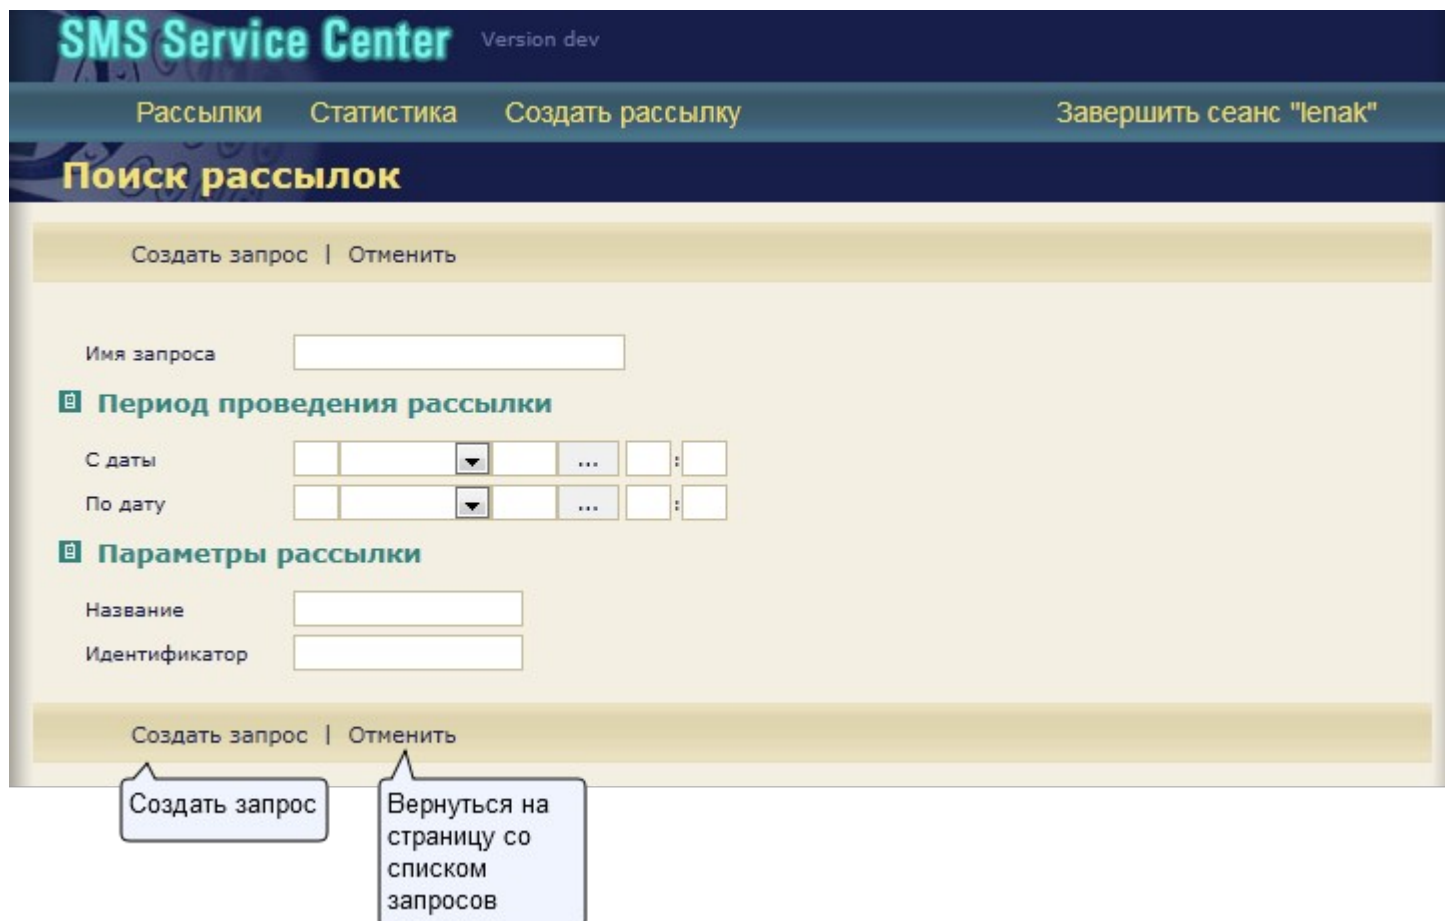 SMS Service Center Version dev
Рассылки Статистика Создать рассылку Завершить сеанс "lenak"
Поиск рассылок
Создать запрос | Отменить
Имя запроса
Период проведения рассылки
С даты ... :
По дату ... :
Параметры рассылки
Название
Идентификатор
Создать запрос | Отменить
Создать запрос
Вернуться на
страницу со
списком
запросов